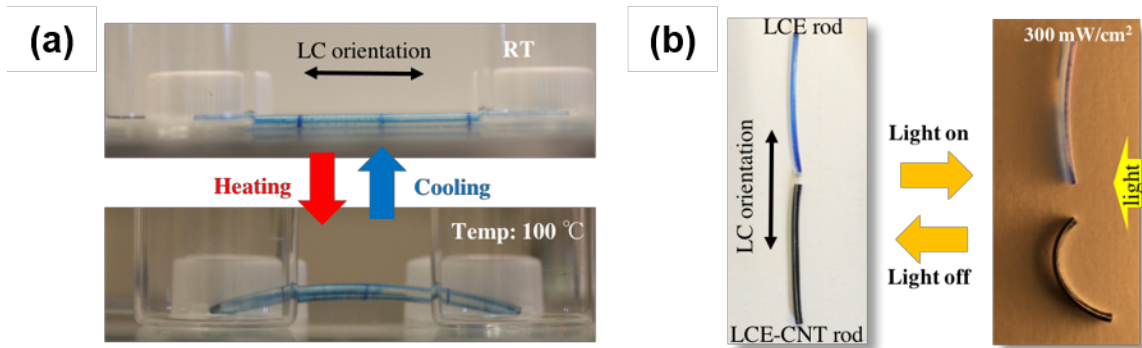 (a)
LC orientation
RT
Heating
Cooling
Temp: 100 ℃
(b)
LCE rod
LC orientation
LCE-CNT rod
Light on
Light off
300 mW/cm²
light